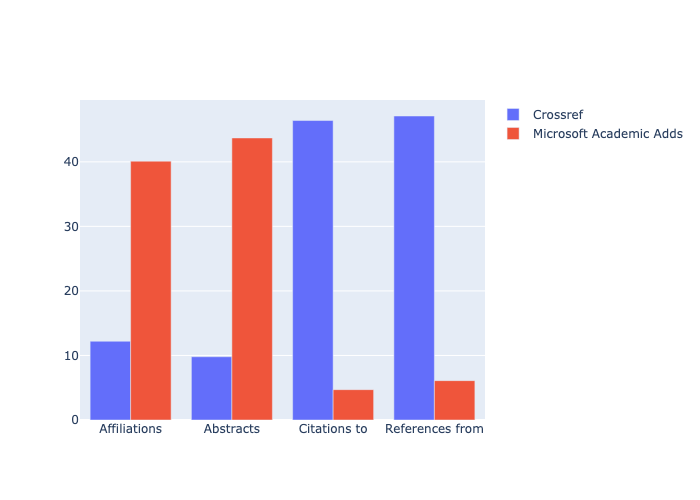 Crossref
Microsoft Academic Adds
40
30
20
10
0
Affiliations
Abstracts
Citations to
References from